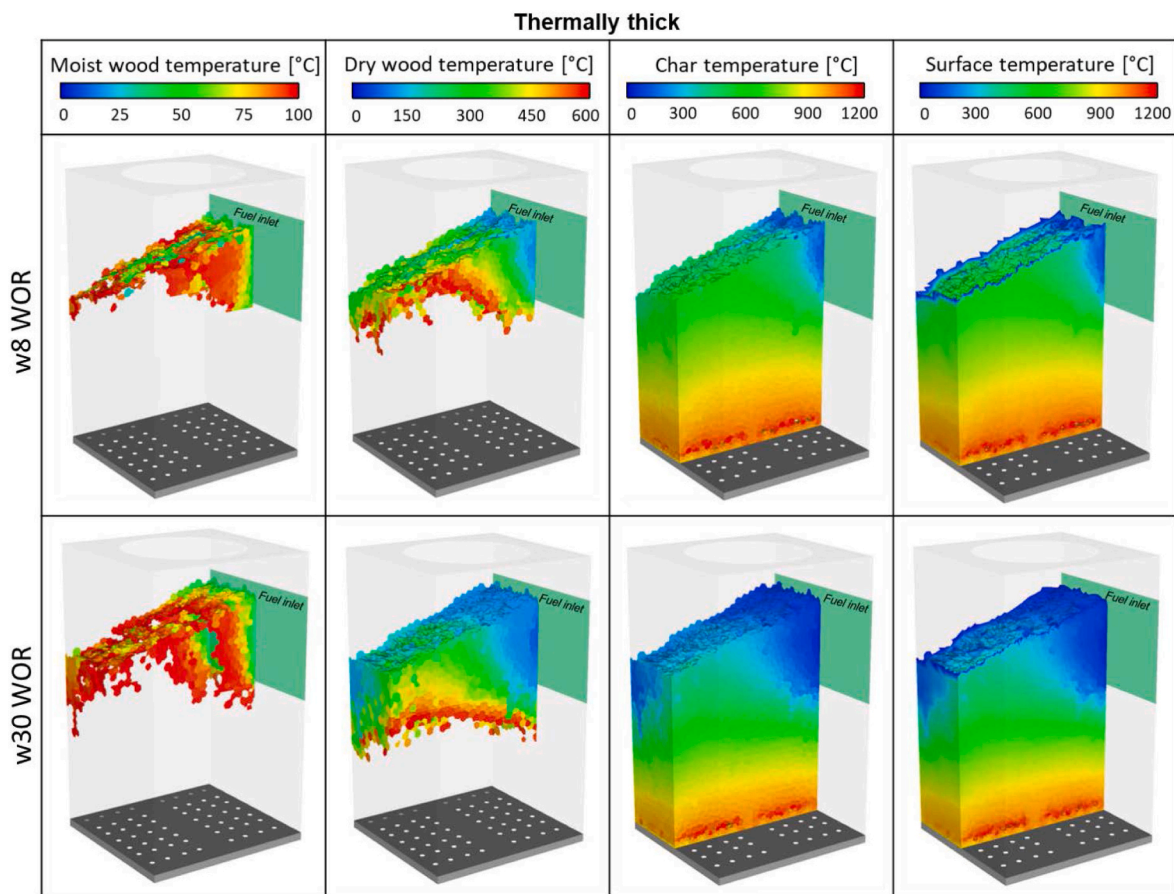 Thermally thick
Moist wood temperature [°C]
0 25 50 75 100
Dry wood temperature [°C]
0 150 300 450 600
Char temperature [°C]
0 300 600 900 1200
Surface temperature [°C]
0 300 600 900 1200
w8 WOR
Fuel inlet
Fuel inlet
Fuel inlet
Fuel inlet
w30 WOR
Fuel inlet
Fuel inlet
Fuel inlet
Fuel inlet